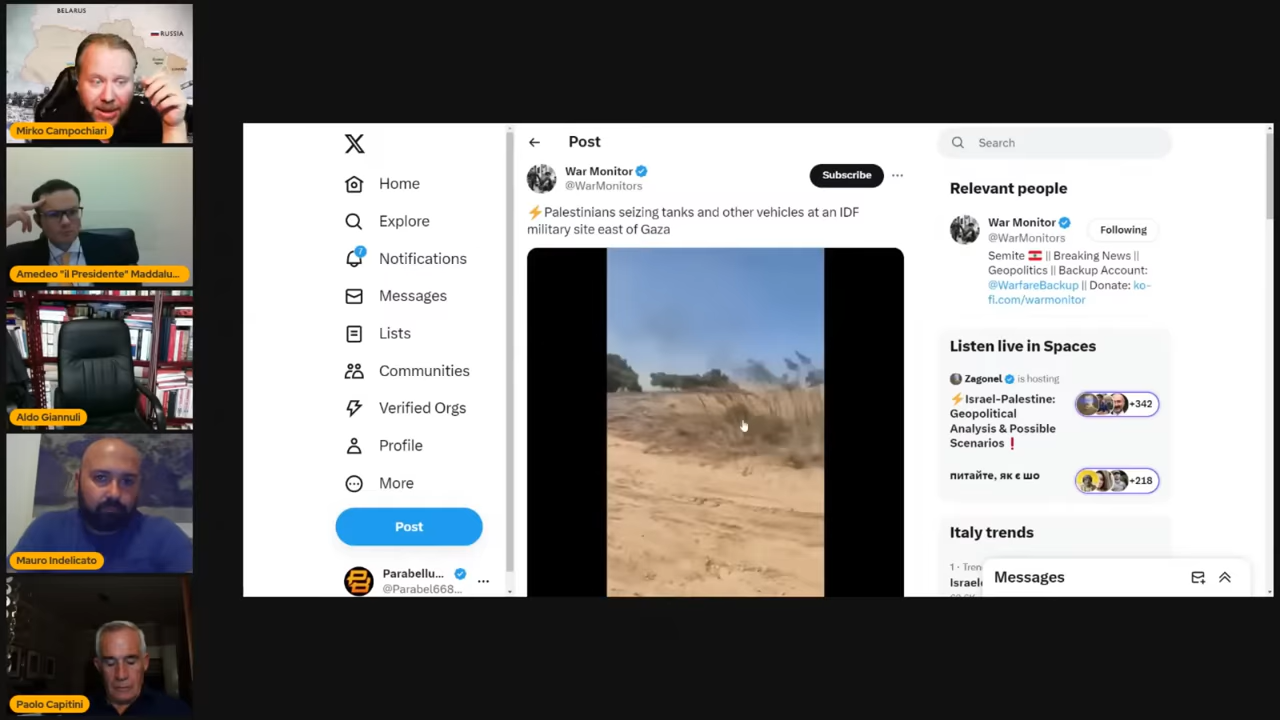 BELARUS
RUSSIA
Mirko Campochiari
Amedeo "il Presidente" Maddalu...
Aldo Giannuli
Mauro Indelicato
Paolo Capitini
Home
Explore
7
Notifications
Messages
Lists
Communities
Verified Orgs
Profile
More
Post
Parabellu...
@Parabel668...
Post
War Monitor
@WarMonitors
Subscribe
⚡Palestinians seizing tanks and other vehicles at an IDF
military site east of Gaza
Search
Relevant people
War Monitor
@WarMonitors
Following
Semite 🇱🇧 || Breaking News ||
Geopolitics || Backup Account:
@WarfareBackup || Donate: ko-
fi.com/warmonitor
Listen live in Spaces
Zagonel is hosting
⚡Israel-Palestine:
Geopolitical
Analysis & Possible
Scenarios❗
+342
питайте, як є шо
+218
Italy trends
Messages